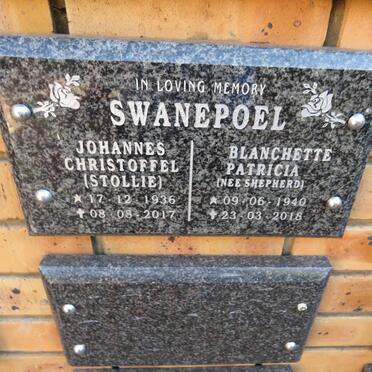 IN LOVING MEMORY
SWANEPOEL
JOHANNES
CHRISTOFFEL
(STOLLIE)
★ 17 12 1936
✝ 08 08 2017
BLANCHETTE
PATRICIA
(NEE SHEPHERD)
★ 09 06 1940
✝ 23 03 2018